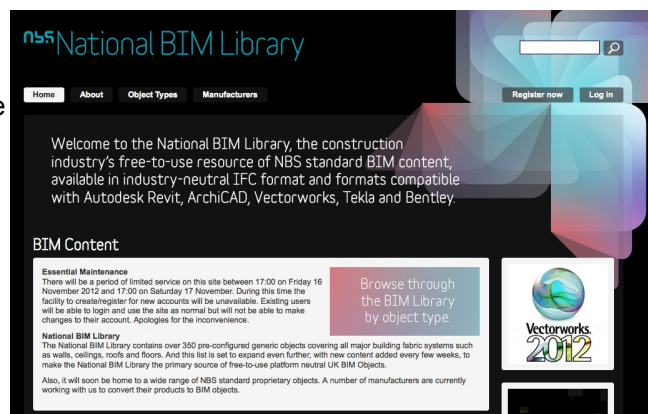 nbs National BIM Library
Home About Object Types Manufacturers Register now Log in
e
Welcome to the National BIM Library, the construction
industry's free-to-use resource of NBS standard BIM content,
available in industry-neutral IFC format and formats compatible
with Autodesk Revit, ArchiCAD, Vectorworks, Tekla and Bentley.
BIM Content
Essential Maintenance
There will be a period of limited service on this site between 17:00 on Friday 16
November 2012 and 17:00 on Saturday 17 November. During this time the
facility to create/register for new accounts will be unavailable. Existing users
will be able to login and use the site as normal but will not be able to make
changes to their account. Apologies for the inconvenience.
National BIM Library
The National BIM Library contains over 350 pre-configured generic objects covering all major building fabric systems such
as walls, ceilings, roofs and floors. And this list is set to expand even further, with new content added every few weeks, to
make the National BIM Library the primary source of free-to-use platform neutral UK BIM Objects.
Also, it will soon be home to a wide range of NBS standard proprietary objects. A number of manufacturers are currently
working with us to convert their products to BIM objects.
Browse through
the BIM Library
by object type.
Vectorworks.
2012